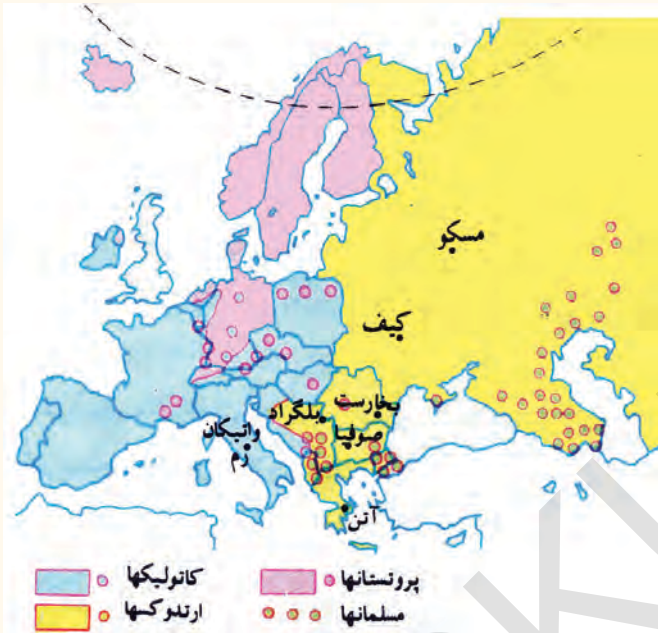 مسکو
کیف
بخارست
بلگراد
صوفیا
واتیکان
رم
آتن
کاتولیکها
پروتستانها
ارتدوکسها
مسلمانها